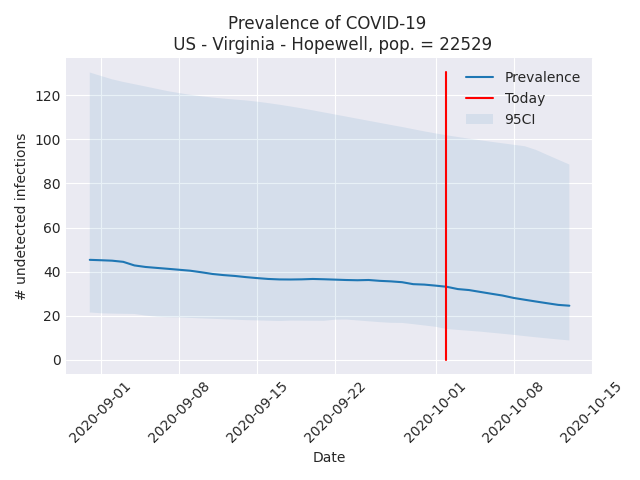 Prevalence of COVID-19
US - Virginia - Hopewell, pop. = 22529
Prevalence
Today
95CI
# undetected infections
120
100
80
60
40
20
0
2020-09-01
2020-09-08
2020-09-15
2020-09-22
2020-10-01
2020-10-08
2020-10-15
Date